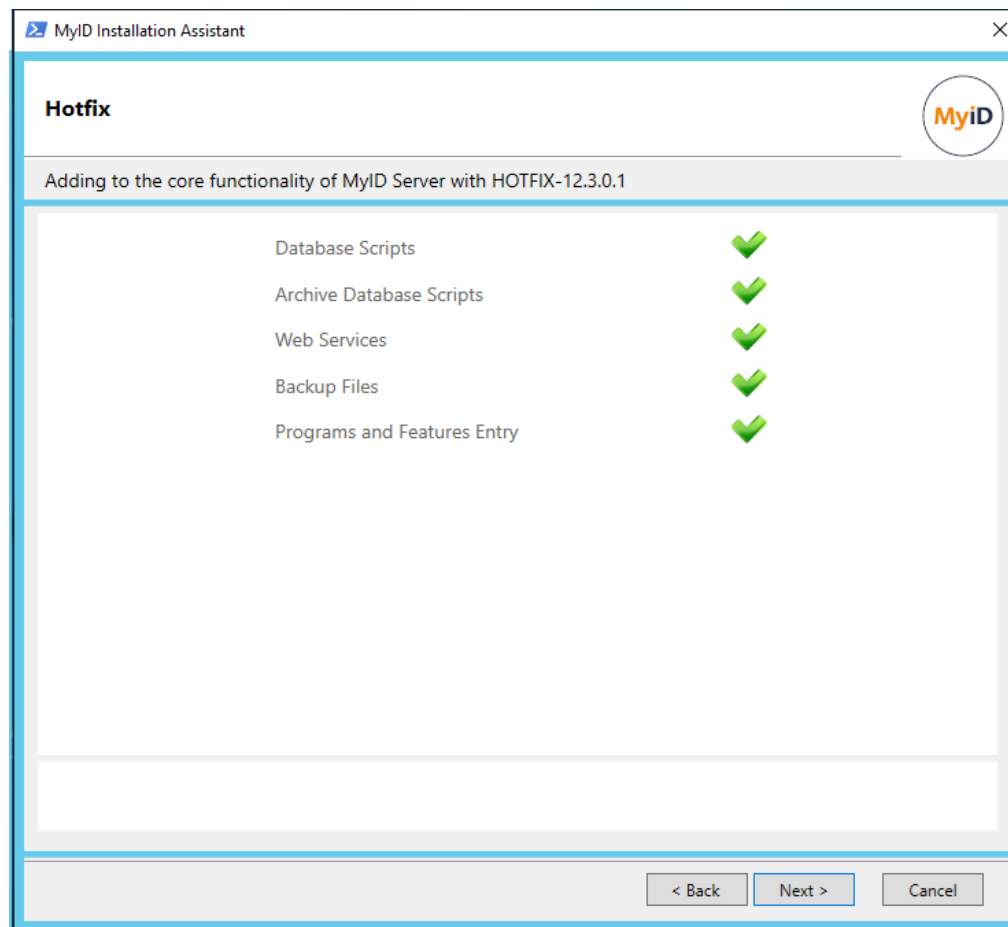 MyID Installation Assistant
Hotfix
MyiD
Adding to the core functionality of MyID Server with HOTFIX-12.3.0.1
Database Scripts
Archive Database Scripts
Web Services
Backup Files
Programs and Features Entry
< Back Next > Cancel